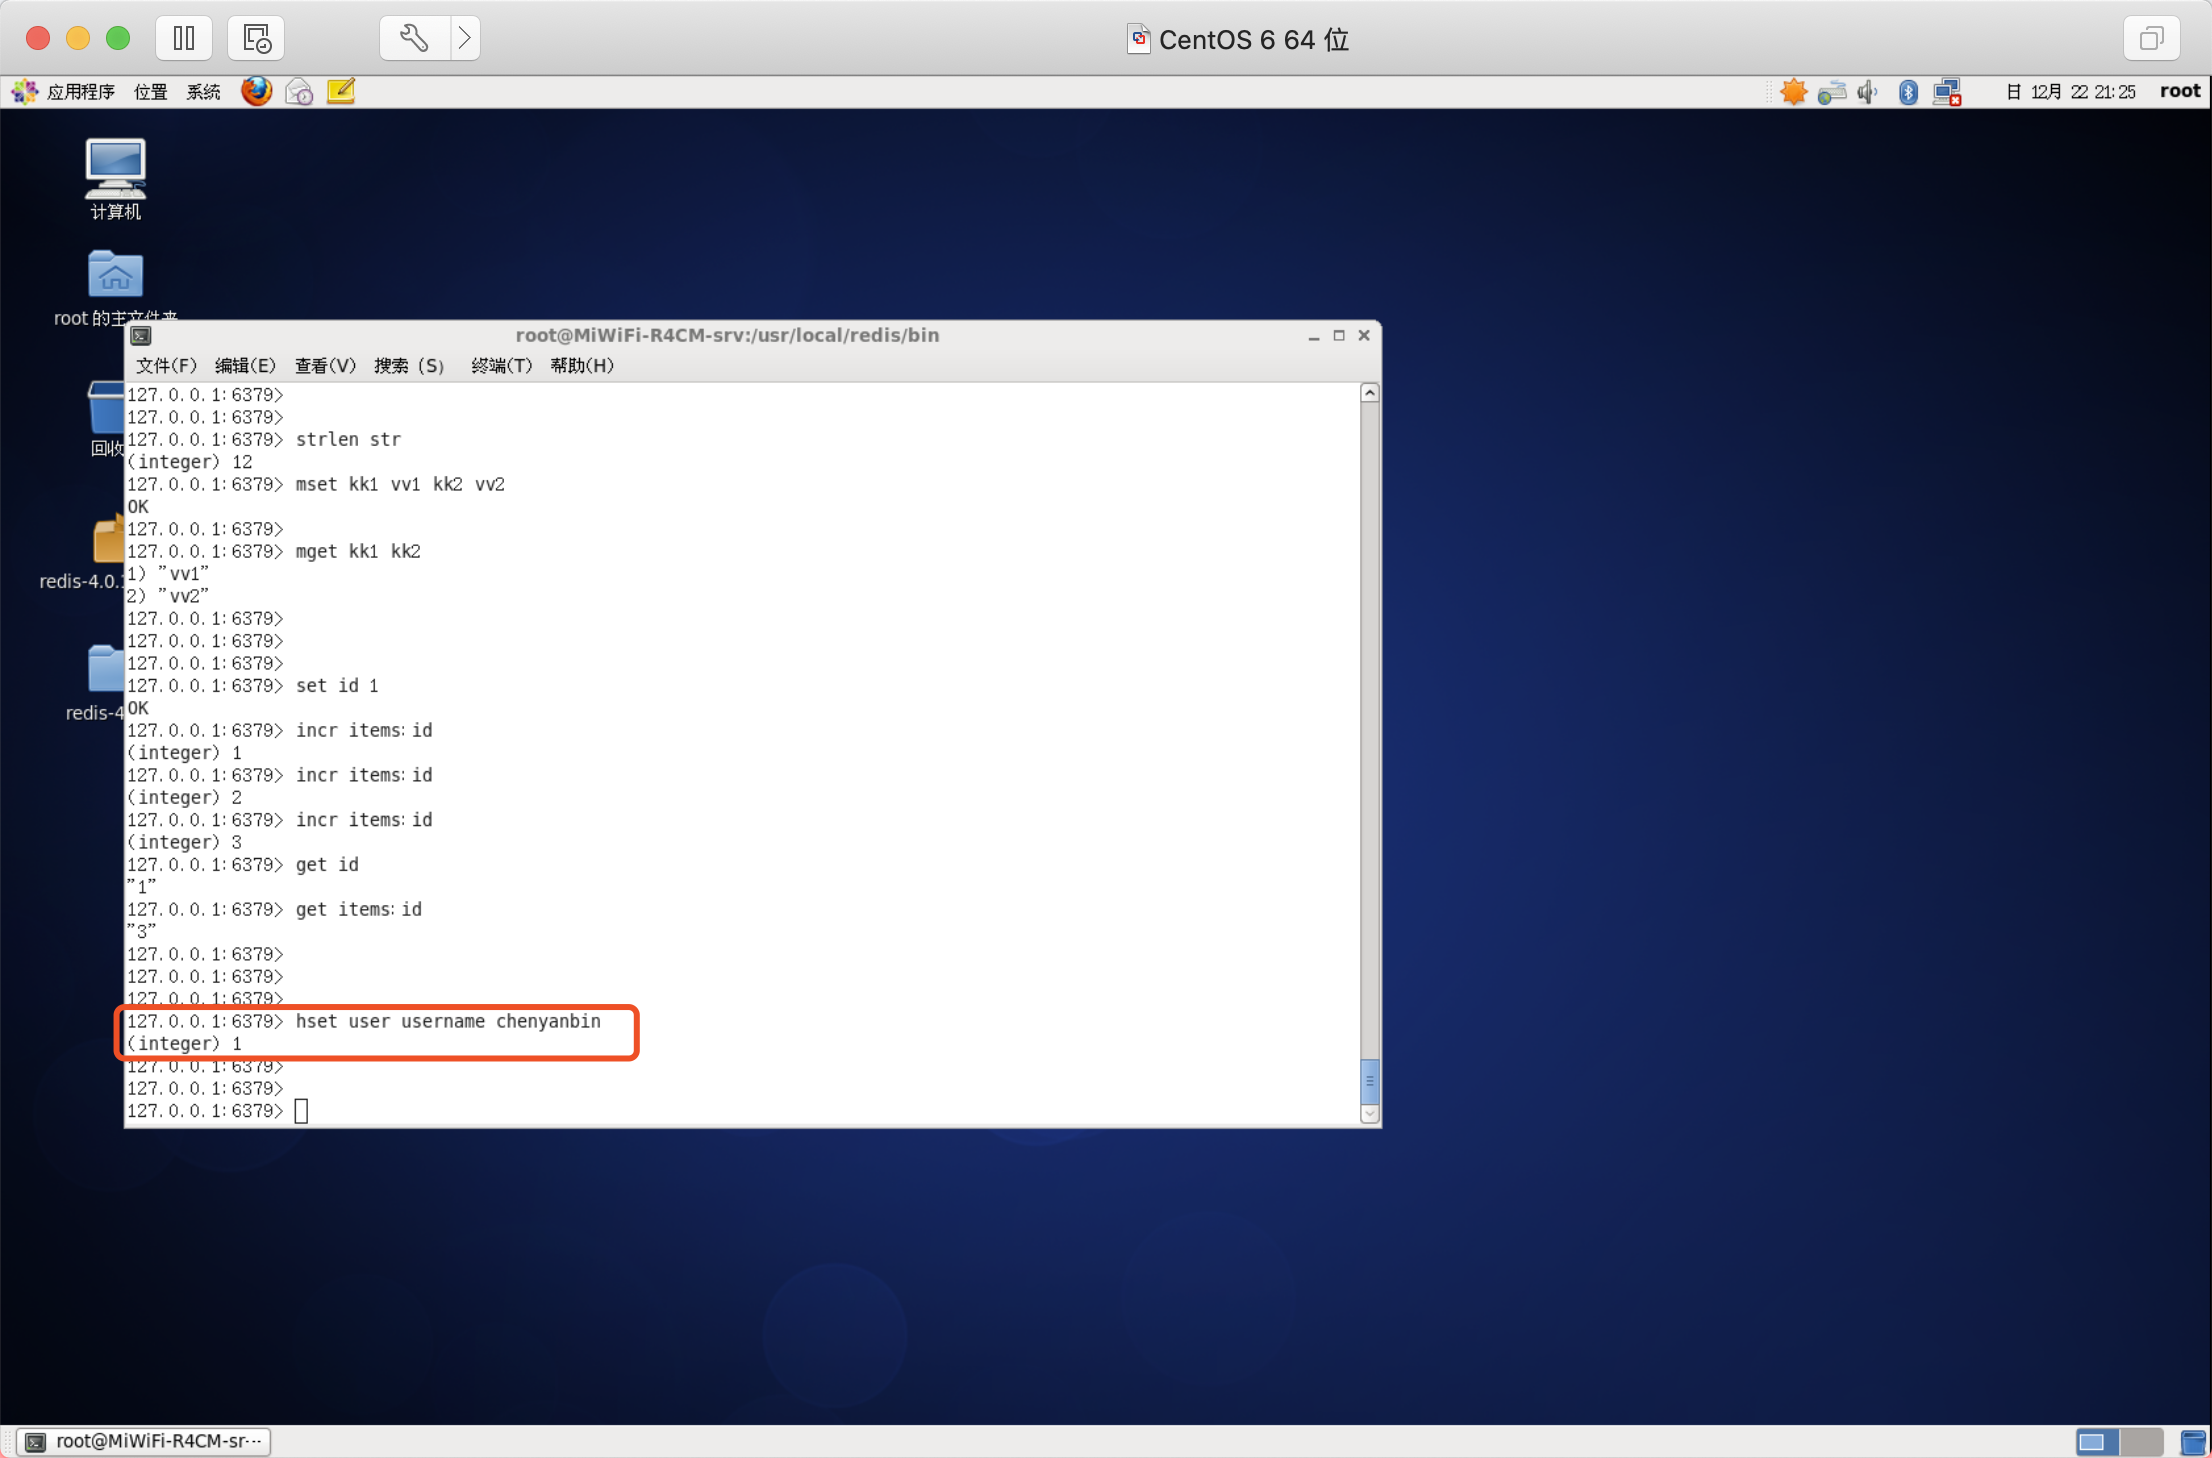 CentOS 6 64 位
应用程序 位置 系统 日 12月 22 21:25 root
计算机
root 的主文件夹
回收
redis-4.0.1
redis-4
root@MiWiFi-R4CM-srv:/usr/local/redis/bin
文件(F) 编辑(E) 查看(V) 搜索 (S) 终端(T) 帮助(H)
127.0.0.1:6379>
127.0.0.1:6379>
127.0.0.1:6379> strlen str
(integer) 12
127.0.0.1:6379> mset kk1 vv1 kk2 vv2
OK
127.0.0.1:6379>
127.0.0.1:6379> mget kk1 kk2
1) "vv1"
2) "vv2"
127.0.0.1:6379>
127.0.0.1:6379>
127.0.0.1:6379>
127.0.0.1:6379> set id 1
OK
127.0.0.1:6379> incr items:id
(integer) 1
127.0.0.1:6379> incr items:id
(integer) 2
127.0.0.1:6379> incr items:id
(integer) 3
127.0.0.1:6379> get id
"1"
127.0.0.1:6379> get items:id
"3"
127.0.0.1:6379>
127.0.0.1:6379>
127.0.0.1:6379>
127.0.0.1:6379> hset user username chenyanbin
(integer) 1
127.0.0.1:6379>
127.0.0.1:6379>
127.0.0.1:6379>
root@MiWiFi-R4CM-sr···